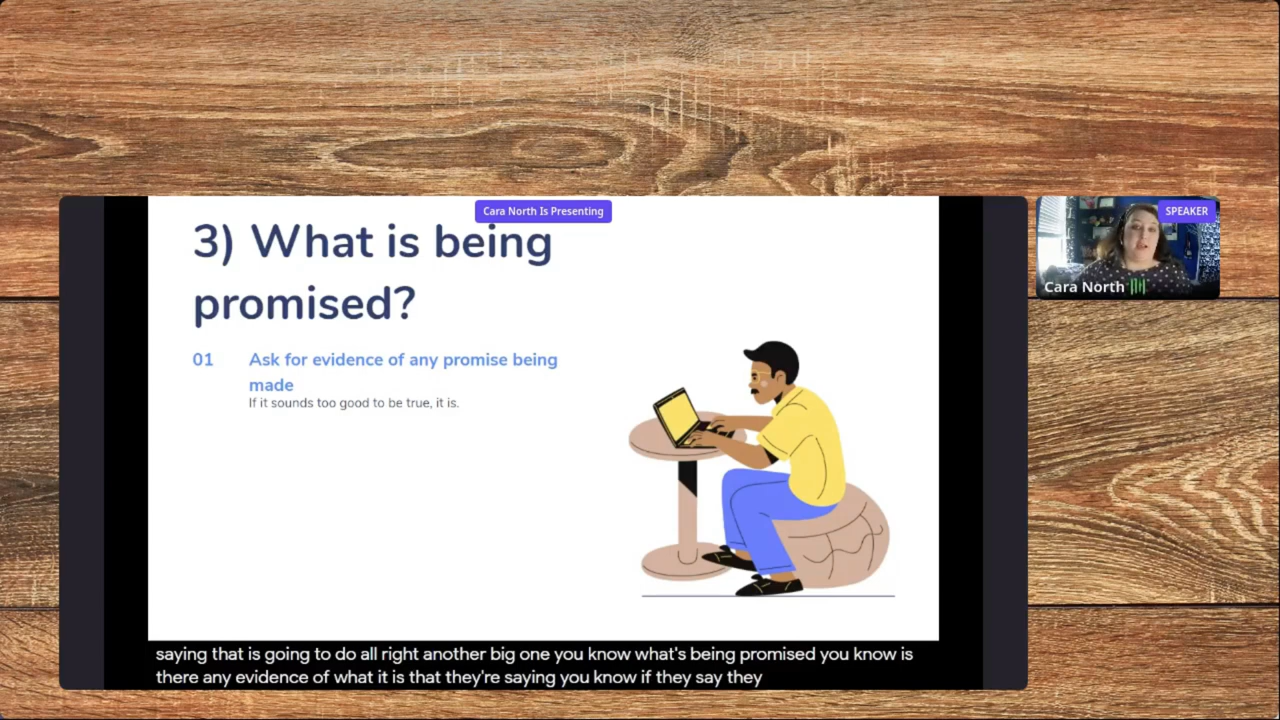 Cara North Is Presenting
3) What is being
promised?
01 Ask for evidence of any promise being
made
If it sounds too good to be true, it is.
SPEAKER
Cara North
saying that is going to do all right another big one you know what's being promised you know is
there any evidence of what it is that they're saying you know if they say they